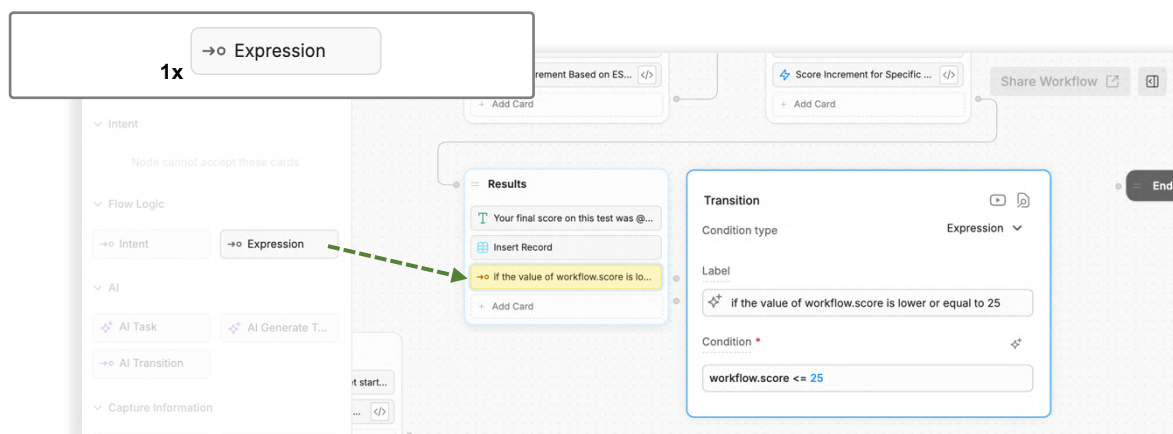 →o Expression
1x
rement Based on ES... </>
+ Add Card
Score Increment for Specific ... </>
+ Add Card
Share Workflow
Intent
Node cannot accept these cards
Flow Logic
→o Intent
→o Expression
AI
AI Task
AI Generate T...
→o AI Transition
Capture Information
et start...
... </>
= Results
Your final score on this test was @...
Insert Record
→o if the value of workflow.score is lo...
+ Add Card
Transition
Condition type
Expression
Label
if the value of workflow.score is lower or equal to 25
Condition *
workflow.score <= 25
= End